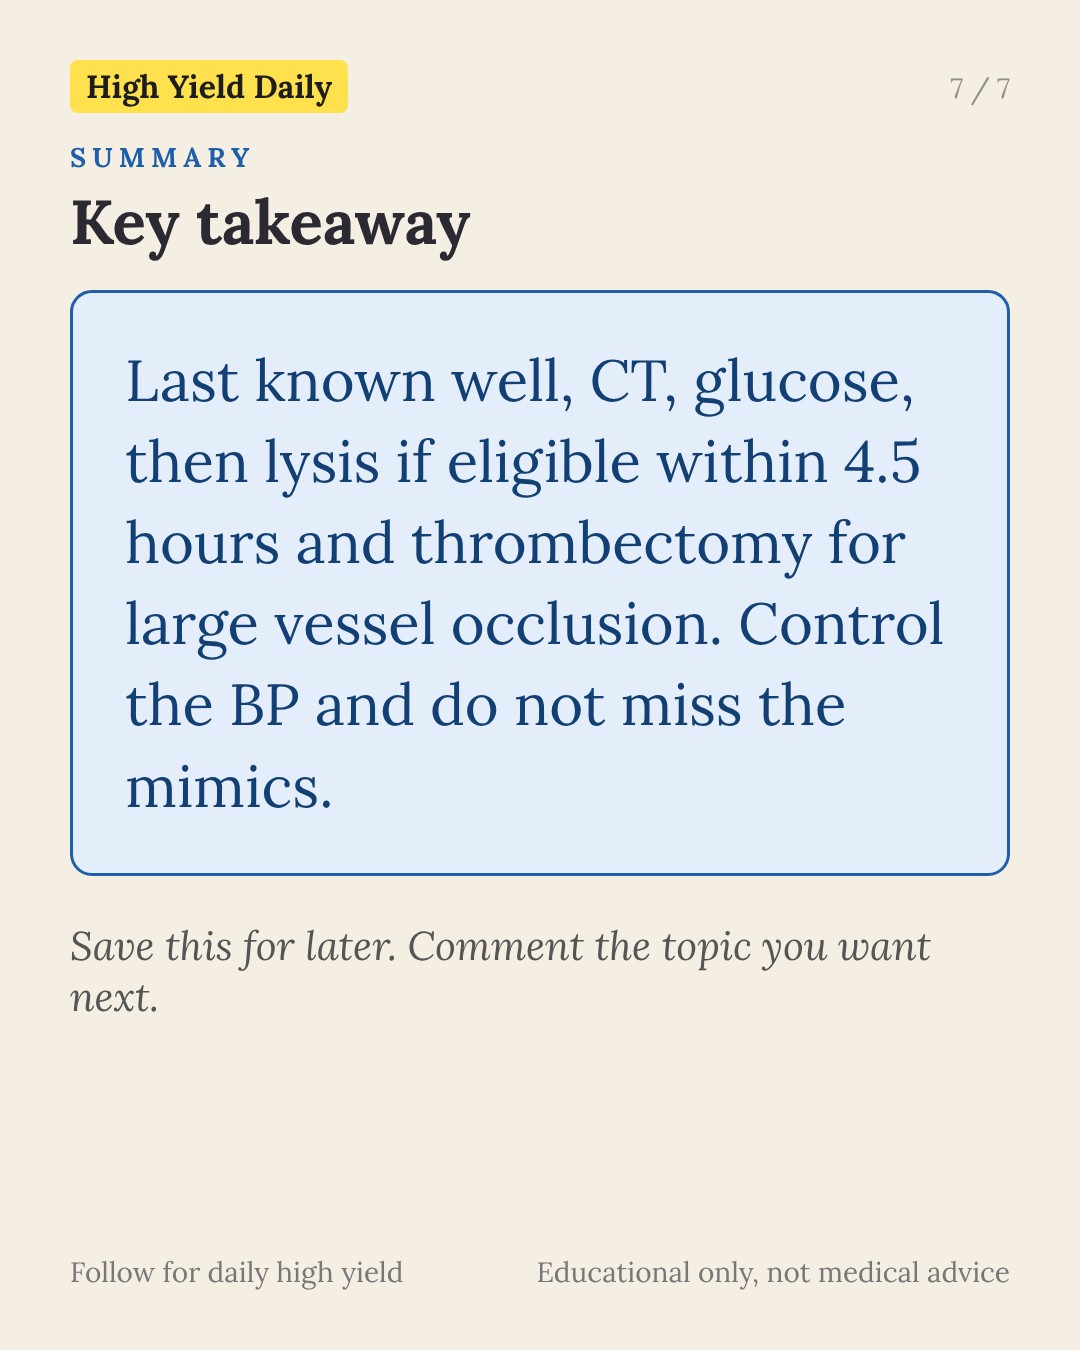 High Yield Daily
7 / 7
SUMMARY
Key takeaway
Last known well, CT, glucose,
then lysis if eligible within 4.5
hours and thrombectomy for
large vessel occlusion. Control
the BP and do not miss the
mimics.
Save this for later. Comment the topic you want
next.
Follow for daily high yield
Educational only, not medical advice